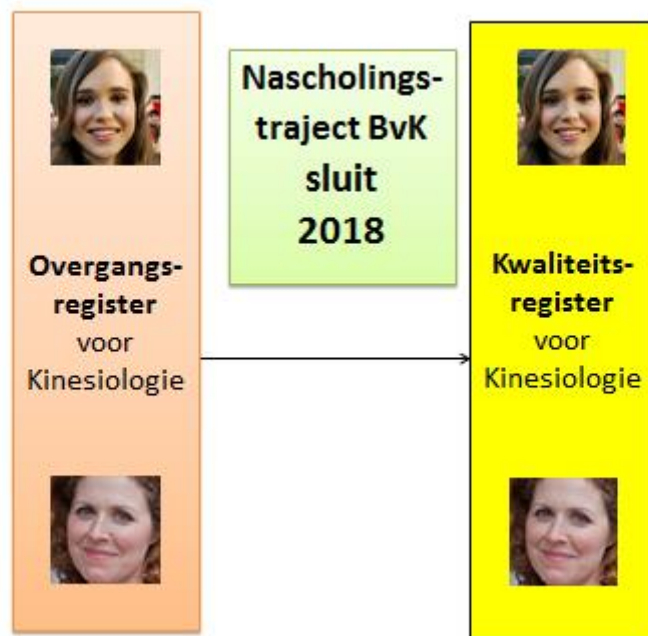 Nascholings-
traject BvK
sluit
2018
Overgangs-
register
voor
Kinesiologie
Kwaliteits-
register
voor
Kinesiologie